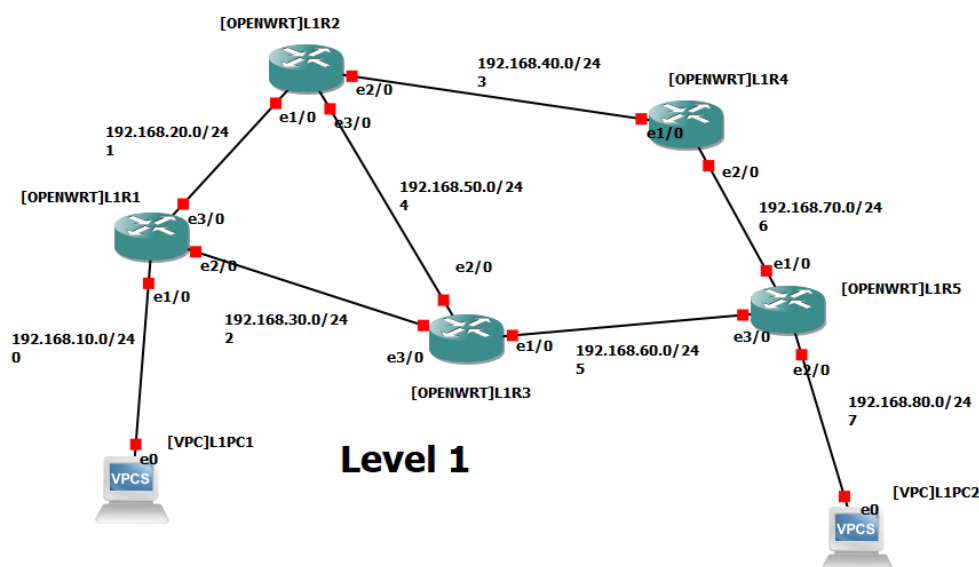 [OPENWRT]L1R2
e2/0
e1/0
e3/0
192.168.40.0/24
3
[OPENWRT]L1R4
e1/0
e2/0
192.168.20.0/24
1
[OPENWRT]L1R1
e3/0
e2/0
e1/0
192.168.50.0/24
4
192.168.70.0/24
6
e2/0
e1/0
[OPENWRT]L1R5
e3/0
e2/0
192.168.10.0/24
0
192.168.30.0/24
2
e3/0
e1/0
[OPENWRT]L1R3
192.168.60.0/24
5
192.168.80.0/24
7
[VPC]L1PC1
e0
VPCS
Level 1
[VPC]L1PC2
e0
VPCS